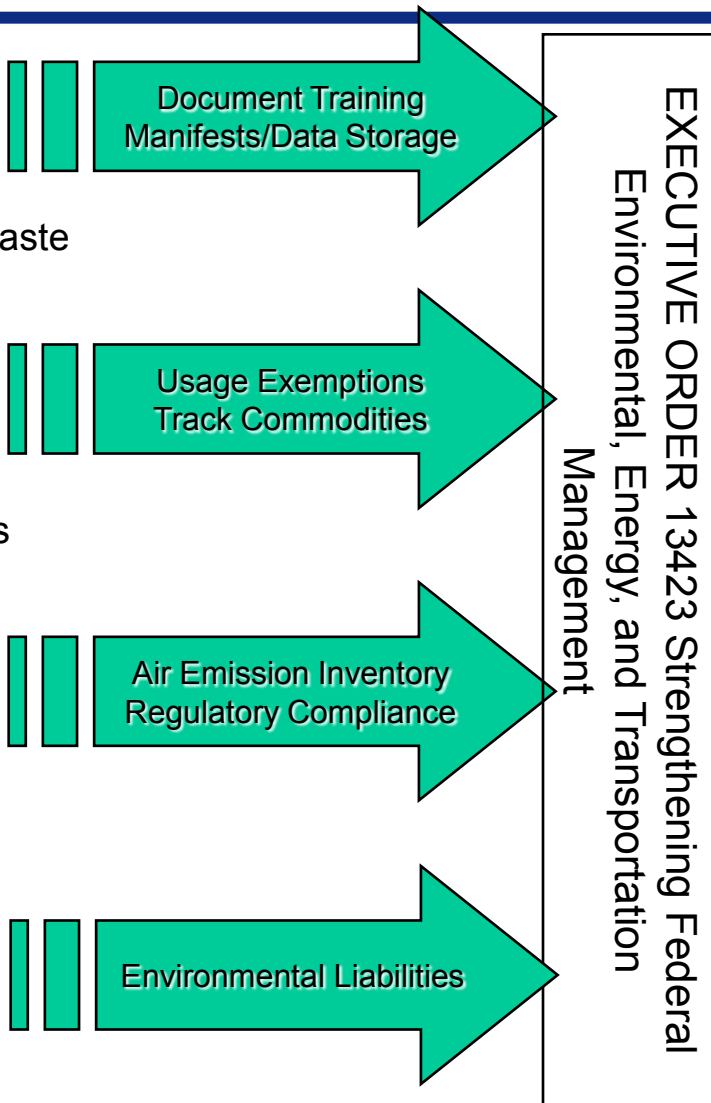 Document Training
Manifests/Data Storage
aste
Usage Exemptions
Track Commodities
s
Air Emission Inventory
Regulatory Compliance
Environmental Liabilities
EXECUTIVE ORDER 13423 Strengthening Federal
Environmental, Energy, and Transportation
Management